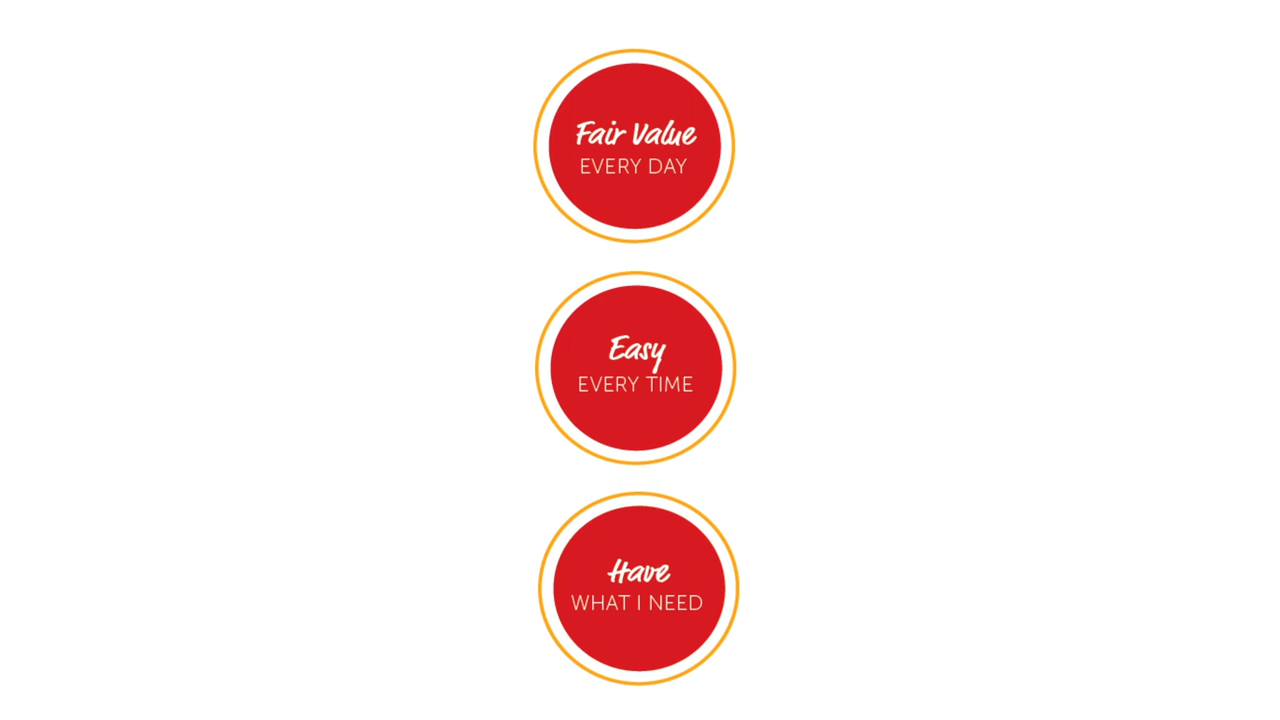 Fair Value
EVERY DAY
Easy
EVERY TIME
Have
WHAT I NEED